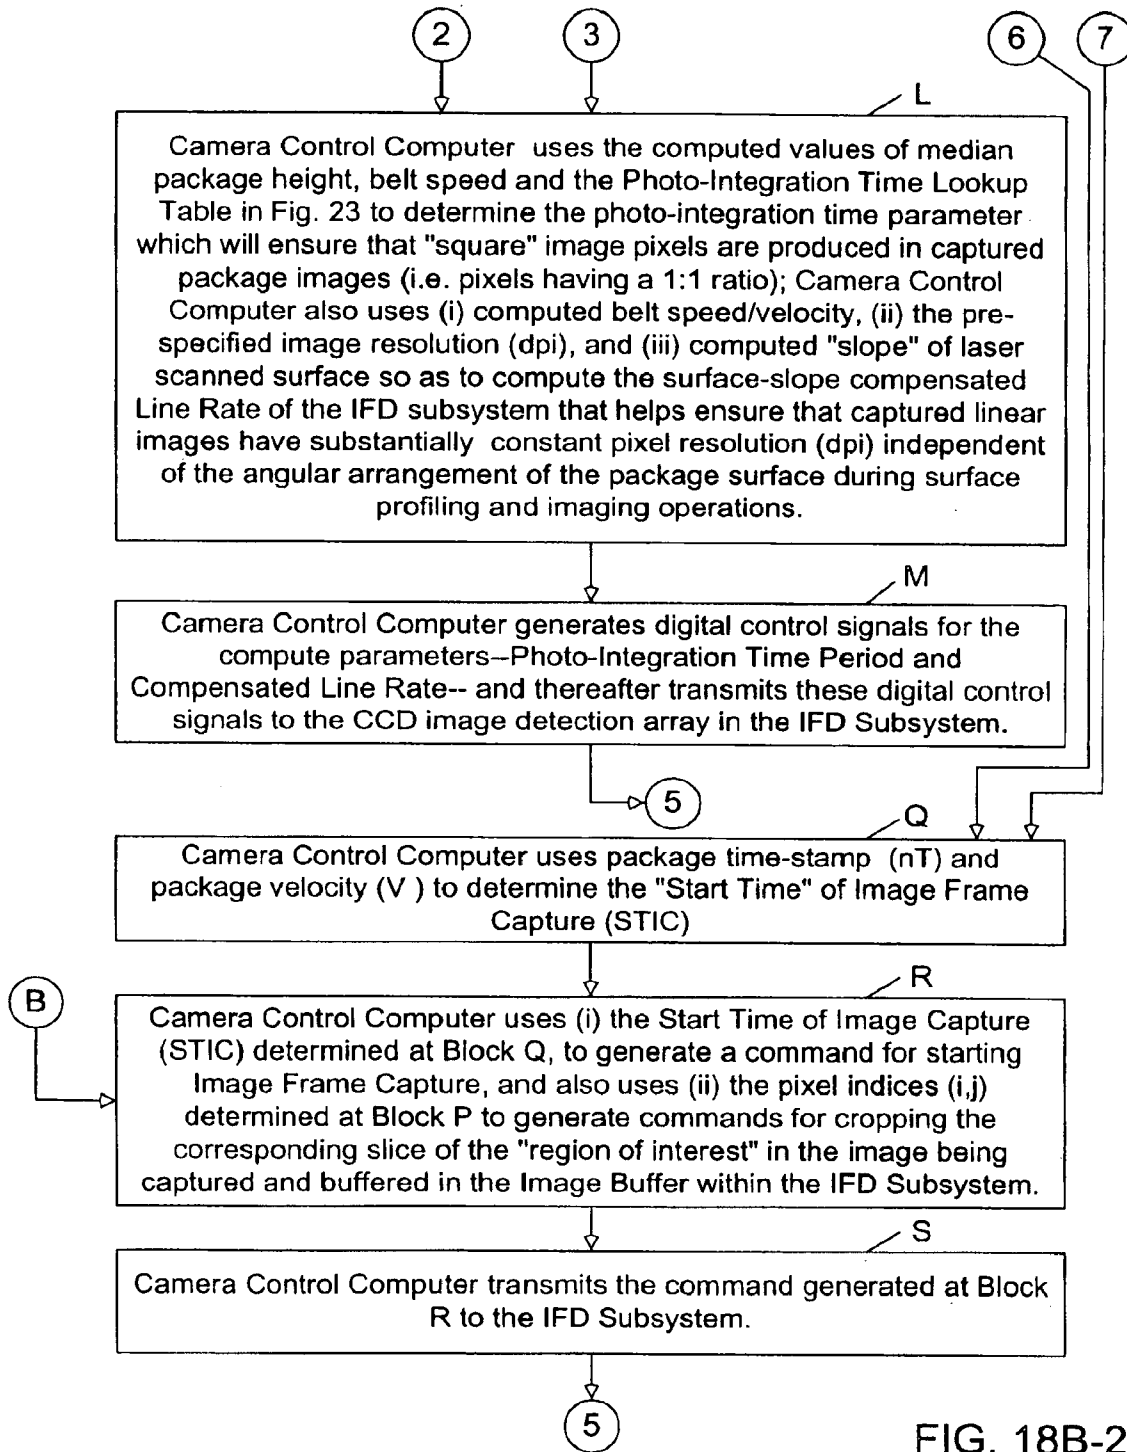 2
3
6
7
L
Camera Control Computer uses the computed values of median
package height, belt speed and the Photo-Integration Time Lookup
Table in Fig. 23 to determine the photo-integration time parameter
which will ensure that "square" image pixels are produced in captured
package images (i.e. pixels having a 1:1 ratio); Camera Control
Computer also uses (i) computed belt speed/velocity, (ii) the pre-
specified image resolution (dpi), and (iii) computed "slope" of laser
scanned surface so as to compute the surface-slope compensated
Line Rate of the IFD subsystem that helps ensure that captured linear
images have substantially constant pixel resolution (dpi) independent
of the angular arrangement of the package surface during surface
profiling and imaging operations.
M
Camera Control Computer generates digital control signals for the
compute parameters--Photo-Integration Time Period and
Compensated Line Rate-- and thereafter transmits these digital control
signals to the CCD image detection array in the IFD Subsystem.
5
Q
Camera Control Computer uses package time-stamp (nT) and
package velocity (V ) to determine the "Start Time" of Image Frame
Capture (STIC)
R
B
Camera Control Computer uses (i) the Start Time of Image Capture
(STIC) determined at Block Q, to generate a command for starting
Image Frame Capture, and also uses (ii) the pixel indices (i,j)
determined at Block P to generate commands for cropping the
corresponding slice of the "region of interest" in the image being
captured and buffered in the Image Buffer within the IFD Subsystem.
S
Camera Control Computer transmits the command generated at Block
R to the IFD Subsystem.
5
FIG. 18B-2